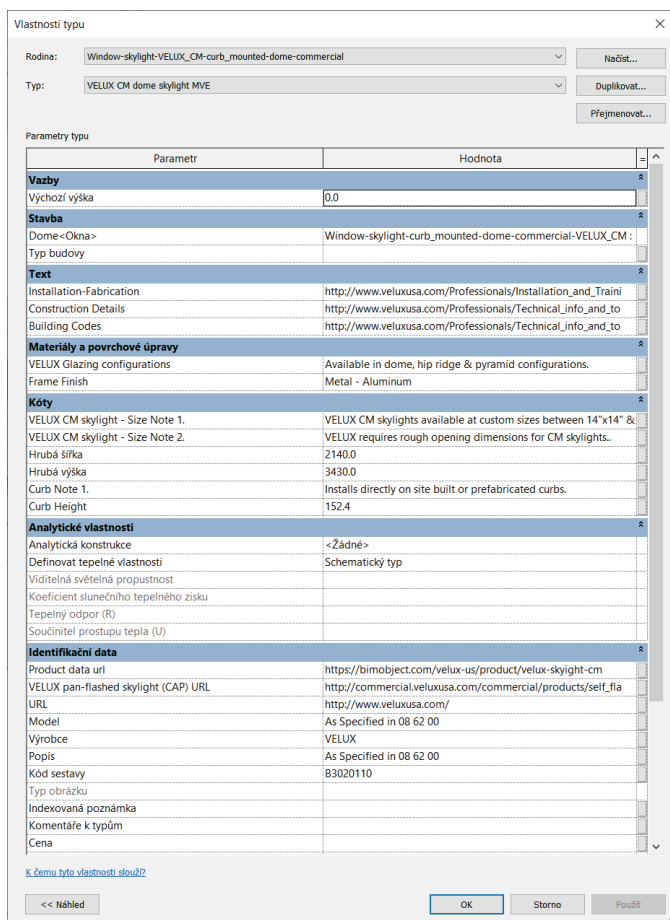 Vlastnosti typu
Rodina: Window-skylight-VELUX_CM-curb_mounted-dome-commercial Načíst...
Typ: VELUX CM dome skylight MVE Duplikovat...
Přejmenovat...
Parametry typu
Parametr Hodnota =
Vazby
Výchozí výška 0.0
Stavba
Dome<Okna> Window-skylight-curb_mounted-dome-commercial-VELUX_CM :
Typ budovy
Text
Installation-Fabrication http://www.veluxusa.com/Professionals/Installation_and_Traini
Construction Details http://www.veluxusa.com/Professionals/Technical_info_and_to
Building Codes http://www.veluxusa.com/Professionals/Technical_info_and_to
Materiály a povrchové úpravy
VELUX Glazing configurations Available in dome, hip ridge & pyramid configurations.
Frame Finish Metal - Aluminum
Kóty
VELUX CM skylight - Size Note 1. VELUX CM skylights available at custom sizes between 14"x14" &
VELUX CM skylight - Size Note 2. VELUX requires rough opening dimensions for CM skylights..
Hrubá šířka 2140.0
Hrubá výška 3430.0
Curb Note 1. Installs directly on site built or prefabricated curbs.
Curb Height 152.4
Analytické vlastnosti
Analytická konstrukce <Žádné>
Definovat tepelné vlastnosti Schematický typ
Viditelná světelná propustnost
Koeficient slunečního tepelného zisku
Tepelný odpor (R)
Součinitel prostupu tepla (U)
Identifikační data
Product data url https://bimobject.com/velux-us/product/velux-skyight-cm
VELUX pan-flashed skylight (CAP) URL http://commercial.veluxusa.com/commercial/products/self_fla
URL http://www.veluxusa.com/
Model As Specified in 08 62 00
Výrobce VELUX
Popis As Specified in 08 62 00
Kód sestavy B3020110
Typ obrázku
Indexovaná poznámka
Komentáře k typům
Cena
K čemu tyto vlastnosti slouží?
<< Náhled OK Storno Použít